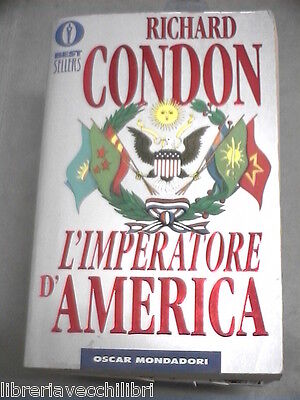 BEST
SELLERS
RICHARD
CONDON
L'IMPERATORE
D'AMERICA
OSCAR MONDADORI
libreriavecchilibri